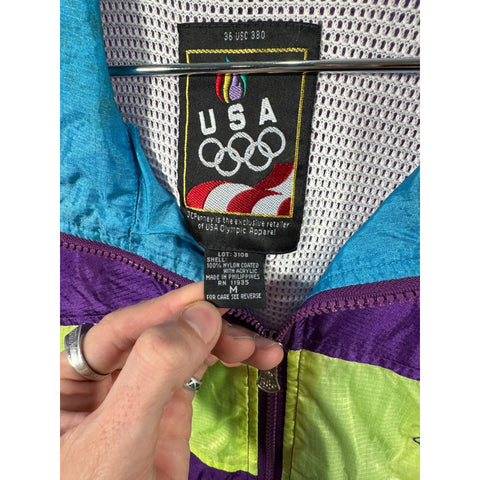 36 USC 380
USA
JCPenney is the exclusive retailer
of USA Olympic Apparel
LOT: 3108
SHELL:
100% NYLON COATED
WITH ACRYLIC
MADE IN PHILIPPINES
RN 11935
M
FOR CARE SEE REVERSE